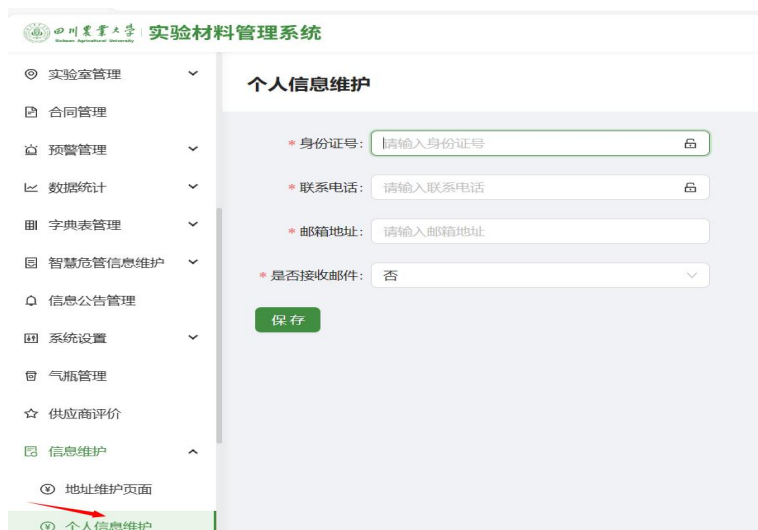 四川農業大學 实验材料管理系统
Sichuan Agricultural University
实验室管理
合同管理
预警管理
数据统计
字典表管理
智慧危管信息维护
信息公告管理
系统设置
气瓶管理
供应商评价
信息维护
地址维护页面
个人信息维护
个人信息维护
* 身份证号: 请输入身份证号
* 联系电话: 请输入联系电话
* 邮箱地址: 请输入邮箱地址
* 是否接收邮件: 否
保存